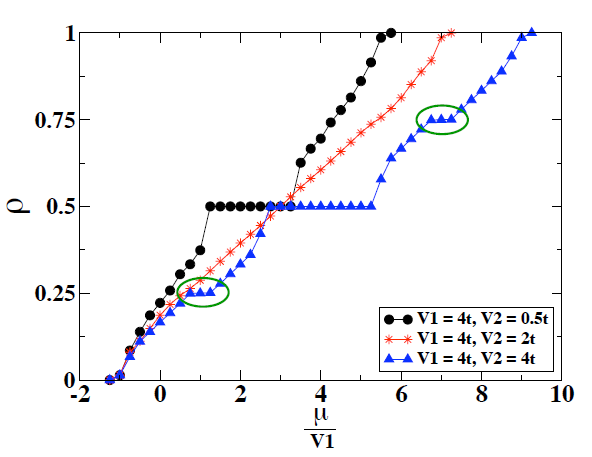 1
0.75
ρ 0.5
0.25
0
-2 0 2 4 6 8 10
μ
V1
V1 = 4t, V2 = 0.5t
V1 = 4t, V2 = 2t
V1 = 4t, V2 = 4t